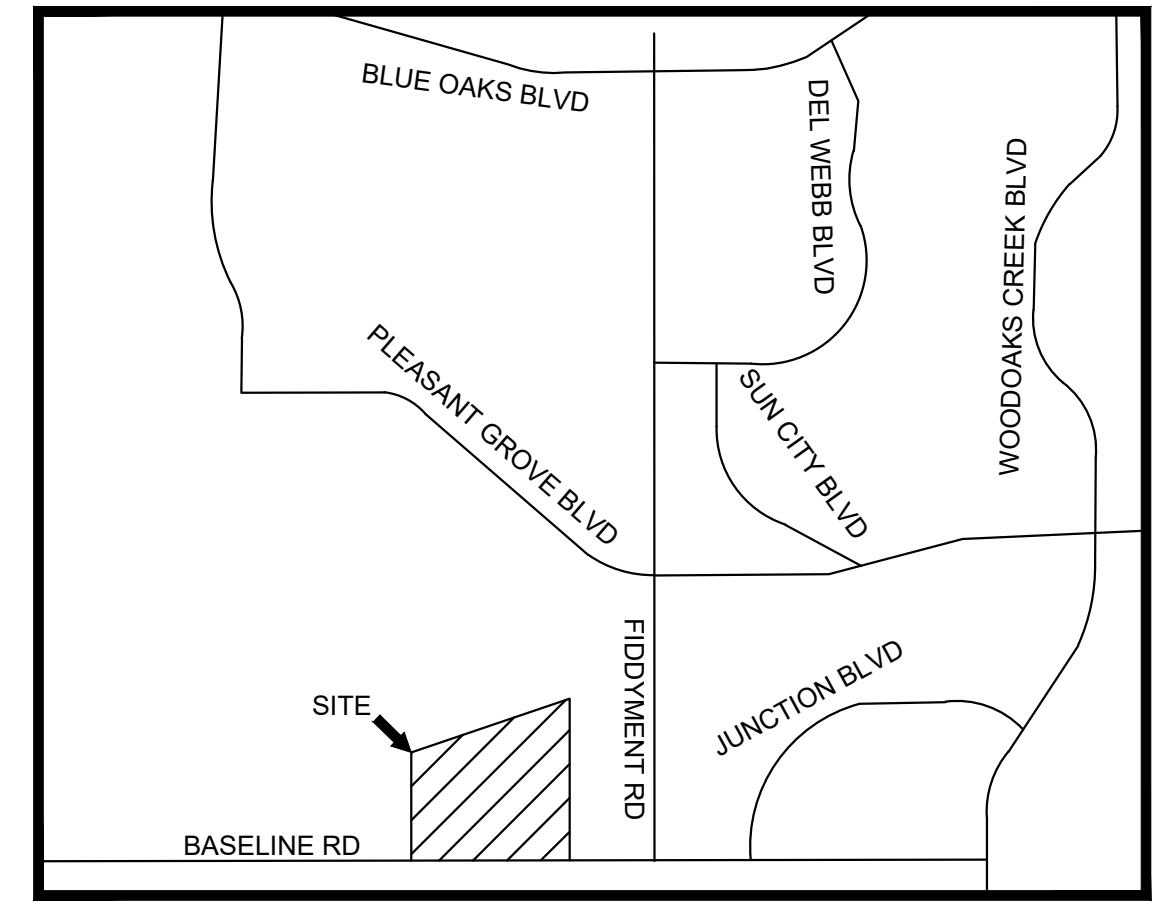 BLUE OAKS BLVD
DEL WEBB BLVD
WOODOAKS CREEK BLVD
PLEASANT GROVE BLVD
SUN CITY BLVD
FIDDYMENT RD
JUNCTION BLVD
SITE
BASELINE RD